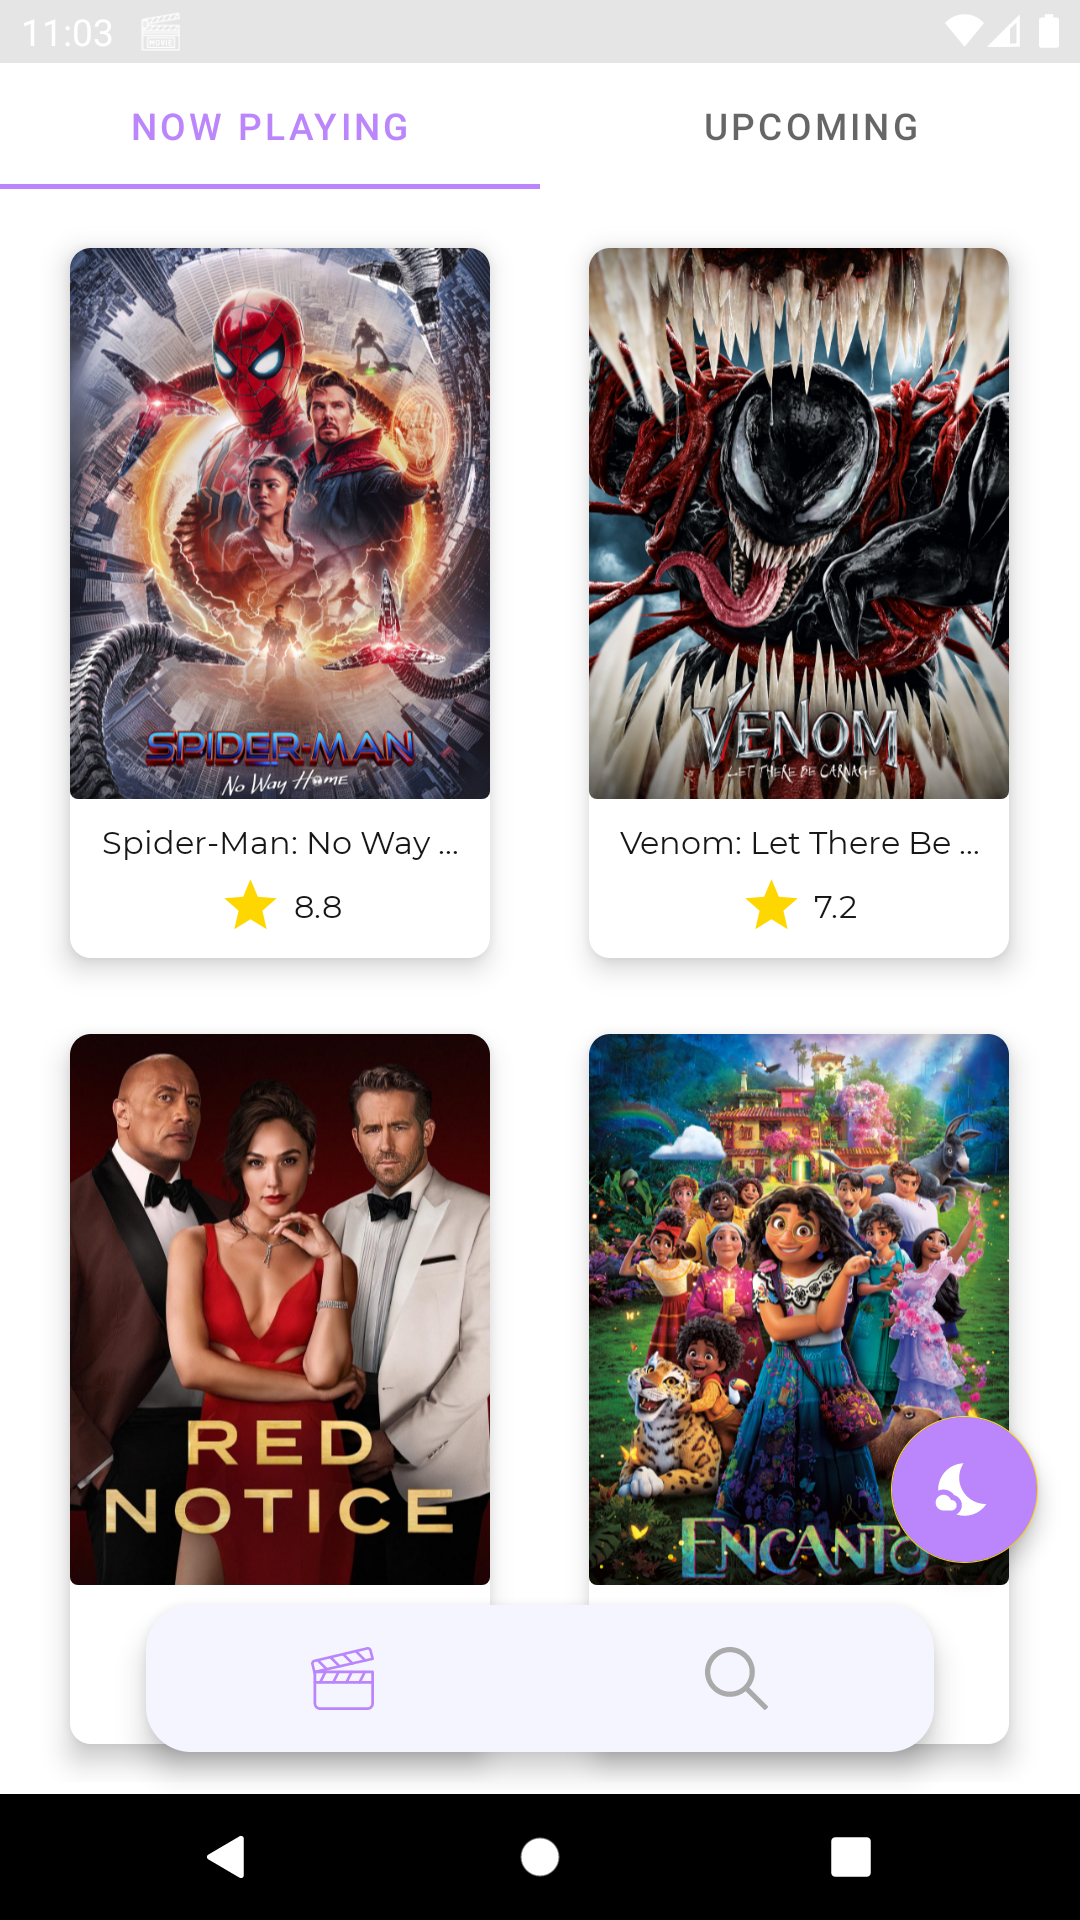 11:03
NOW PLAYING
UPCOMING
SPIDER-MAN
No Way Home
VENOM
LET THERE BE CARNAGE
Spider-Man: No Way ...
8.8
Venom: Let There Be ...
7.2
RED
NOTICE
ENCANTO